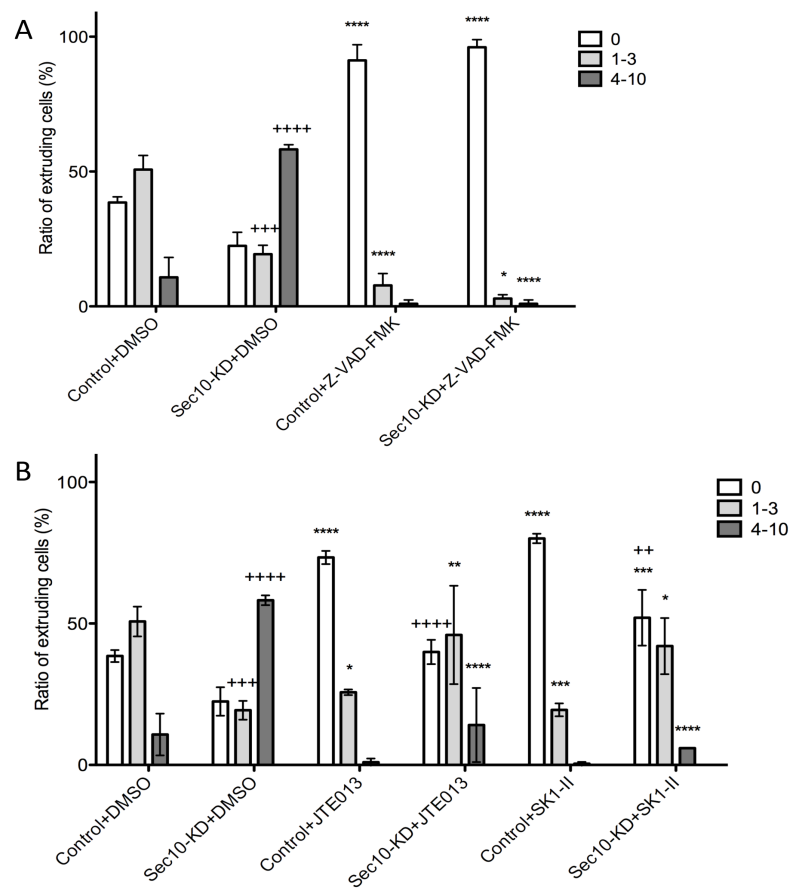 A
Ratio of extruding cells (%)
100
50
0
0
1-3
4-10
++++
+++
****
****
****
*
****
Control+DMSO
Sec10-KD+DMSO
Control+Z-VAD-FMK
Sec10-KD+Z-VAD-FMK
B
Ratio of extruding cells (%)
100
50
0
0
1-3
4-10
++++
+++
****
*
++++
**
****
****
***
++
***
*
****
Control+DMSO
Sec10-KD+DMSO
Control+JTE013
Sec10-KD+JTE013
Control+SK1-II
Sec10-KD+SK1-II